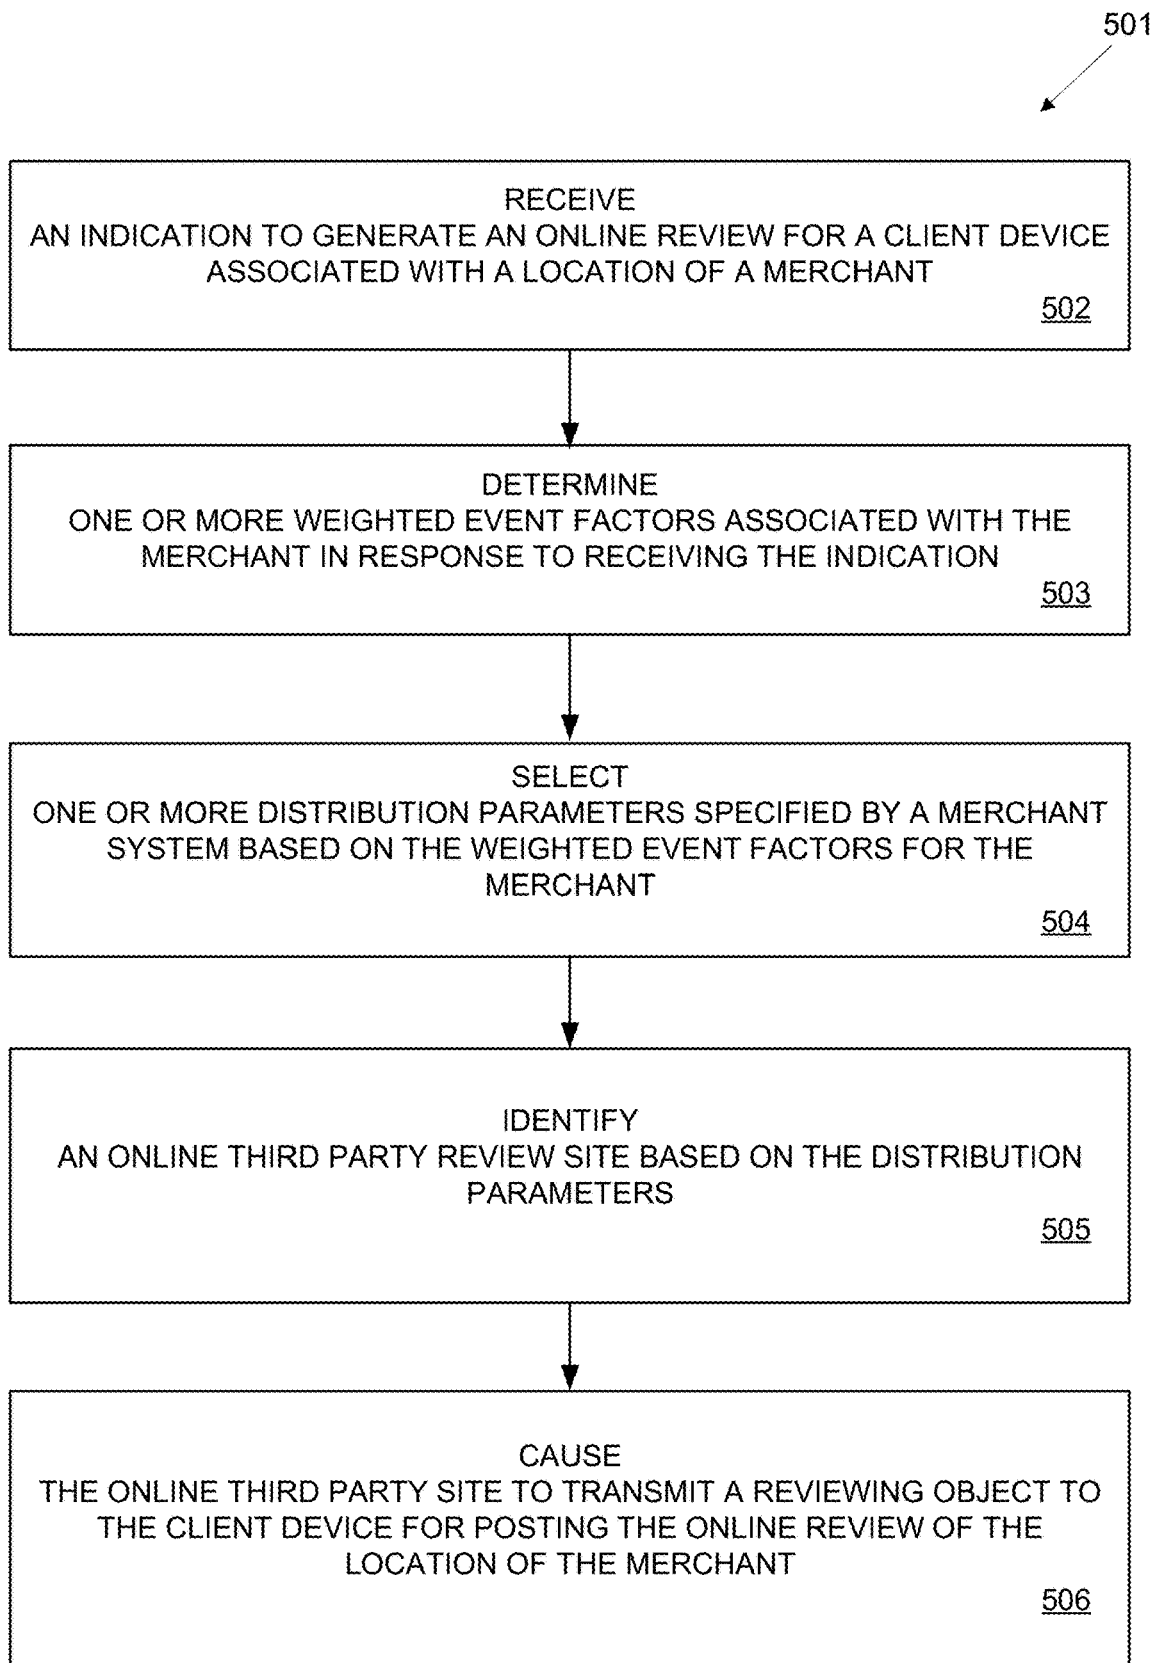 501
RECEIVE
AN INDICATION TO GENERATE AN ONLINE REVIEW FOR A CLIENT DEVICE
ASSOCIATED WITH A LOCATION OF A MERCHANT
502
DETERMINE
ONE OR MORE WEIGHTED EVENT FACTORS ASSOCIATED WITH THE
MERCHANT IN RESPONSE TO RECEIVING THE INDICATION
503
SELECT
ONE OR MORE DISTRIBUTION PARAMETERS SPECIFIED BY A MERCHANT
SYSTEM BASED ON THE WEIGHTED EVENT FACTORS FOR THE
MERCHANT
504
IDENTIFY
AN ONLINE THIRD PARTY REVIEW SITE BASED ON THE DISTRIBUTION
PARAMETERS
505
CAUSE
THE ONLINE THIRD PARTY SITE TO TRANSMIT A REVIEWING OBJECT TO
THE CLIENT DEVICE FOR POSTING THE ONLINE REVIEW OF THE
LOCATION OF THE MERCHANT
506